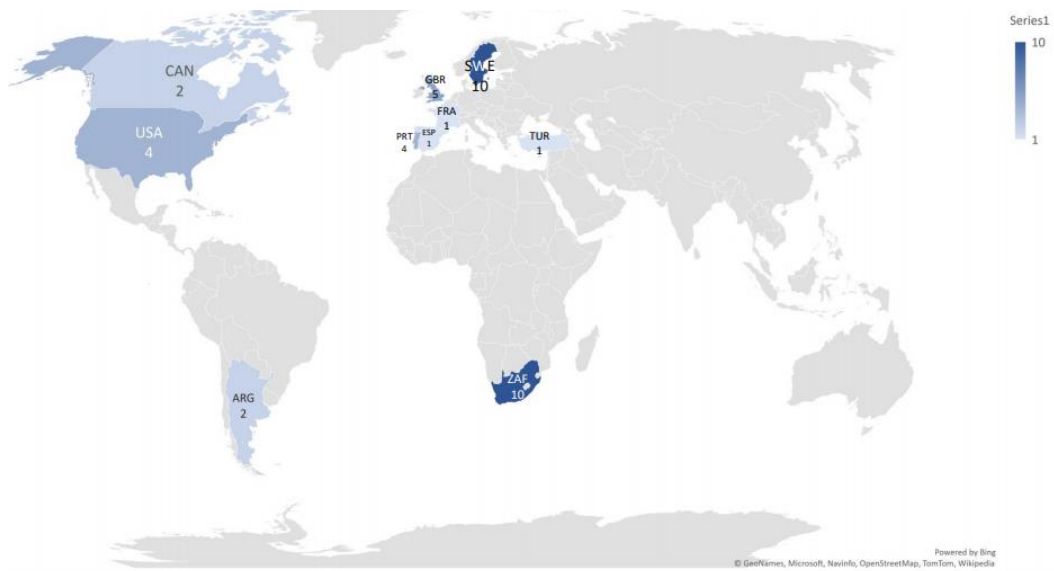 Series1
10
1
CAN
2
USA
4
SWE
10
GBR
5
FRA
1
PRT
4
ESP
1
TUR
1
ZAF
10
ARG
2
Powered by Bing
© GeoNames, Microsoft, Navinfo, OpenStreetMap, TomTom, Wikipedia